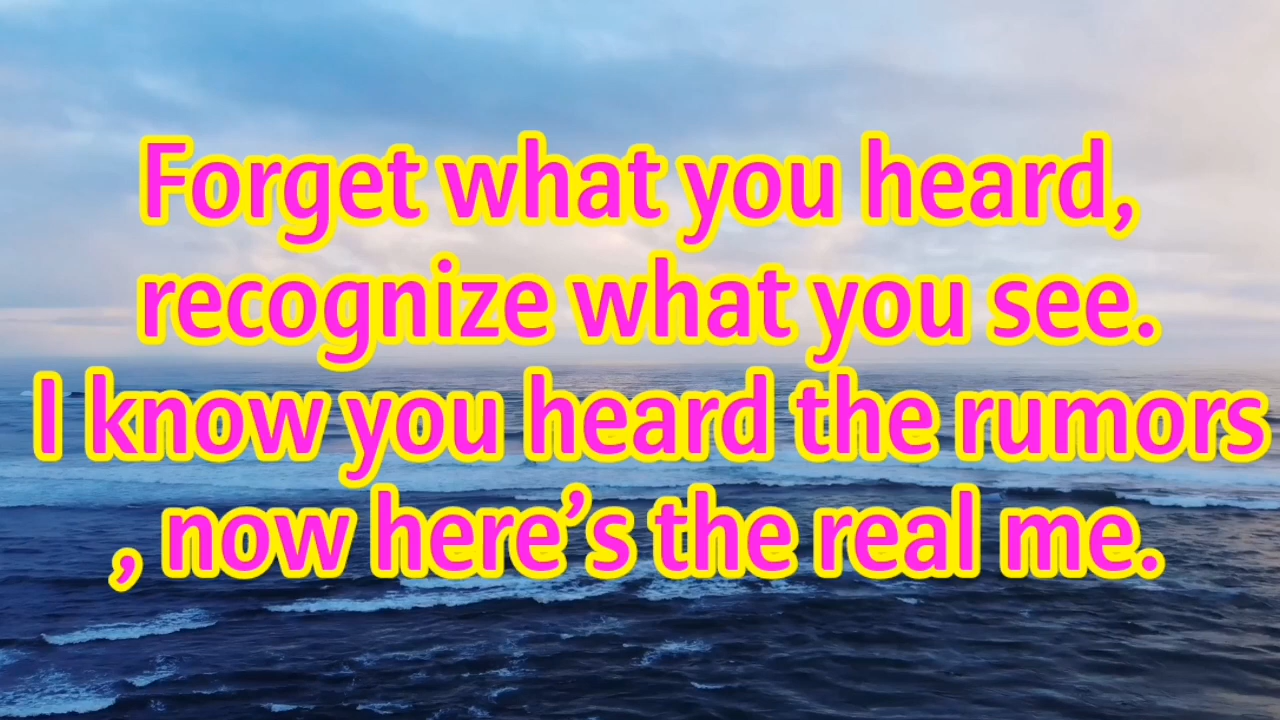 Forget what you heard,
recognize what you see.
I know you heard the rumors
, now here’s the real me.